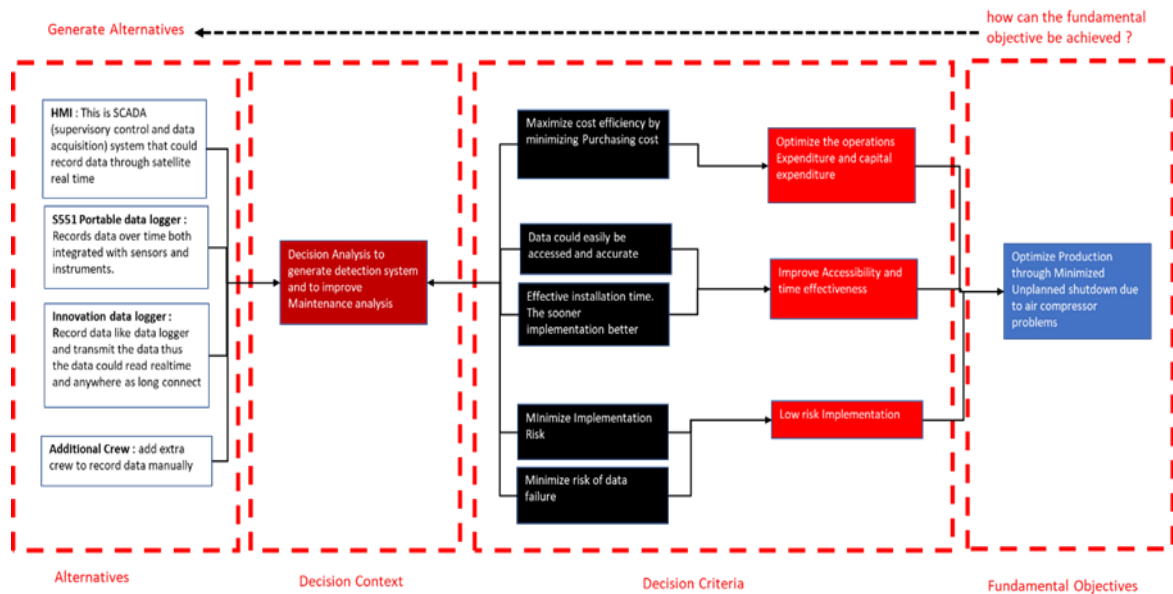 Generate Alternatives
how can the fundamental
objective be achieved ?
HMI : This is SCADA
(supervisory control and data
acquisition) system that could
record data through satellite
real time
S551 Portable data logger :
Records data over time both
integrated with sensors and
instruments.
Innovation data logger :
Record data like data logger
and transmit the data thus
the data could read realtime
and anywhere as long connect
Additional Crew : add extra
crew to record data manually
Decision Analysis to
generate detection system
and to improve
Maintenance analysis
Maximize cost efficiency by
minimizing Purchasing cost
Data could easily be
accessed and accurate
Effective installation time.
The sooner
implementation better
MInimize Implementation
Risk
Minimize risk of data
failure
Optimize the operations
Expenditure and capital
expenditure
Improve Accessibility and
time effectiveness
Low risk Implementation
Optimize Production
through Minimized
Unplanned shutdown due
to air compressor
problems
Alternatives
Decision Context
Decision Criteria
Fundamental Objectives